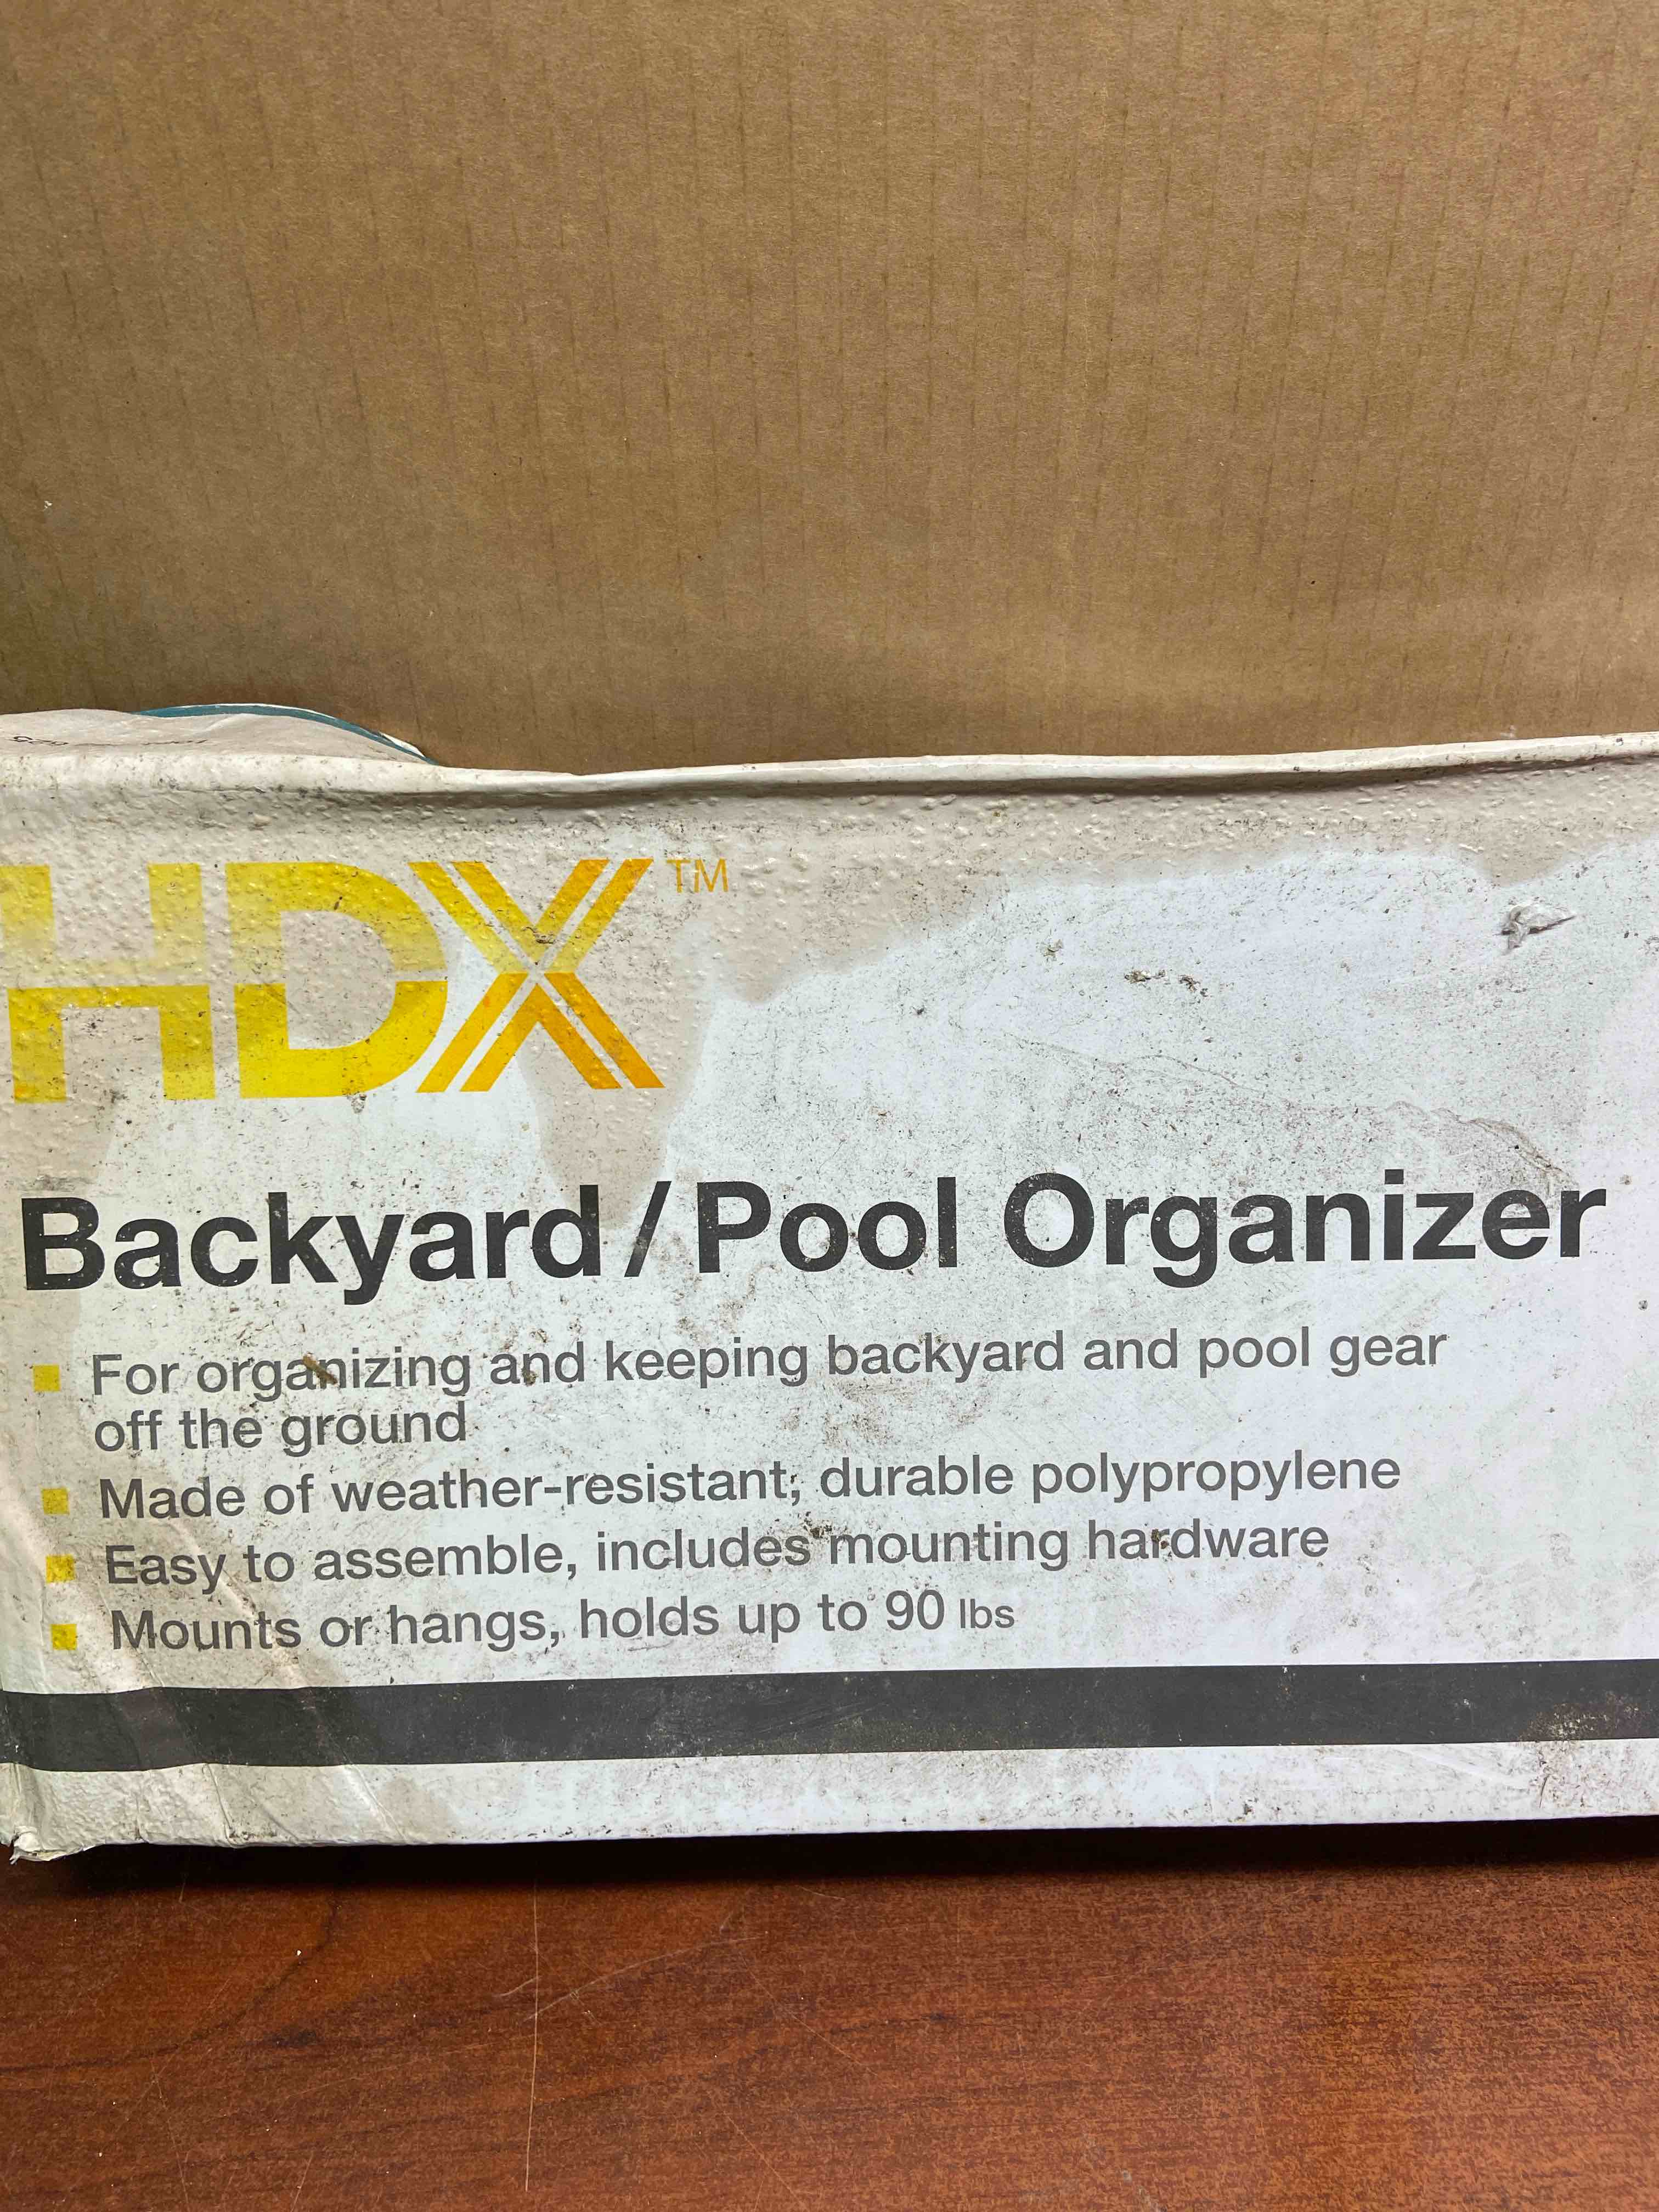 HDX™
Backyard / Pool Organizer
For organizing and keeping backyard and pool gear
off the ground
Made of weather-resistant, durable polypropylene
Easy to assemble, includes mounting hardware
Mounts or hangs, holds up to 90 lbs